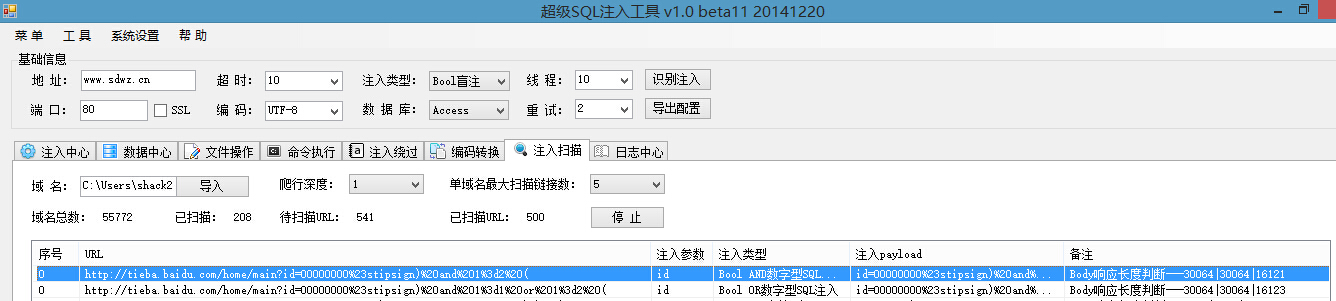 超级SQL注入工具 v1.0 beta11 20141220
菜 单 工 具 系统设置 帮 助
基础信息
地 址： www.sdwz.cn 超 时： 10 注入类型： Bool盲注 线 程： 10 识别注入
端 口： 80 SSL 编 码： UTF-8 数 据 库： Access 重 试： 2 导出配置
注入中心 数据中心 文件操作 命令执行 注入绕过 编码转换 注入扫描 日志中心
域 名： C:\Users\shack2 导入 爬行深度： 1 单域名最大扫描链接数： 5
域名总数： 55772 已扫描： 208 待扫描URL： 541 已扫描URL： 500 停 止
序号 URL 注入参数 注入类型 注入payload 备注
0 http://tieba.baidu.com/home/main?id=00000000%23stipsign)%20and%201%3d2%20( id Bool AND数字型SQL... id=00000000%23stipsign)%20and%... Body响应长度判断----30064|30064|16121
0 http://tieba.baidu.com/home/main?id=00000000%23stipsign)%20and%201%3d1%20or%201%3d2%20( id Bool OR数字型SQL注入 id=00000000%23stipsign)%20and%... Body响应长度判断----30064|30064|16123